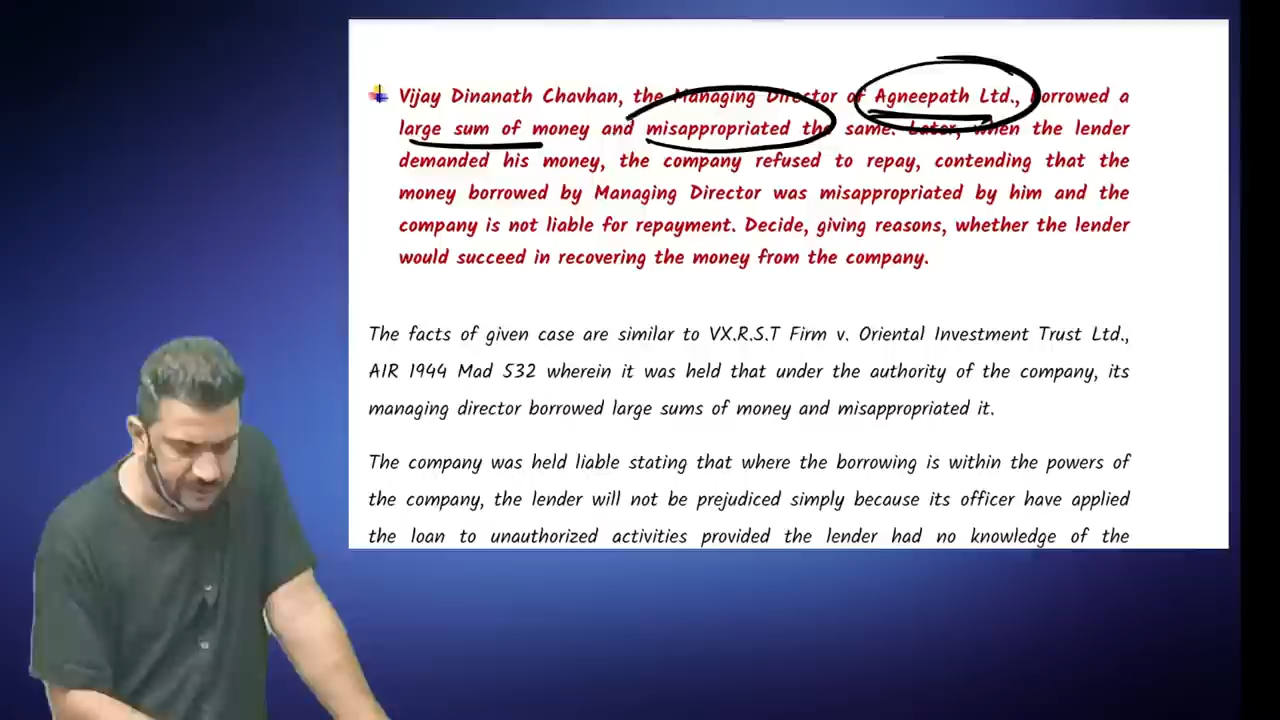 Vijay Dinanath Chavhan, the Managing Director of Agneepath Ltd., borrowed a
large sum of money and misappropriated the same. Later, when the lender
demanded his money, the company refused to repay, contending that the
money borrowed by Managing Director was misappropriated by him and the
company is not liable for repayment. Decide, giving reasons, whether the lender
would succeed in recovering the money from the company.
The facts of given case are similar to VX.R.S.T Firm v. Oriental Investment Trust Ltd.,
AIR 1944 Mad 532 wherein it was held that under the authority of the company, its
managing director borrowed large sums of money and misappropriated it.
The company was held liable stating that where the borrowing is within the powers of
the company, the lender will not be prejudiced simply because its officer have applied
the loan to unauthorized activities provided the lender had no knowledge of the